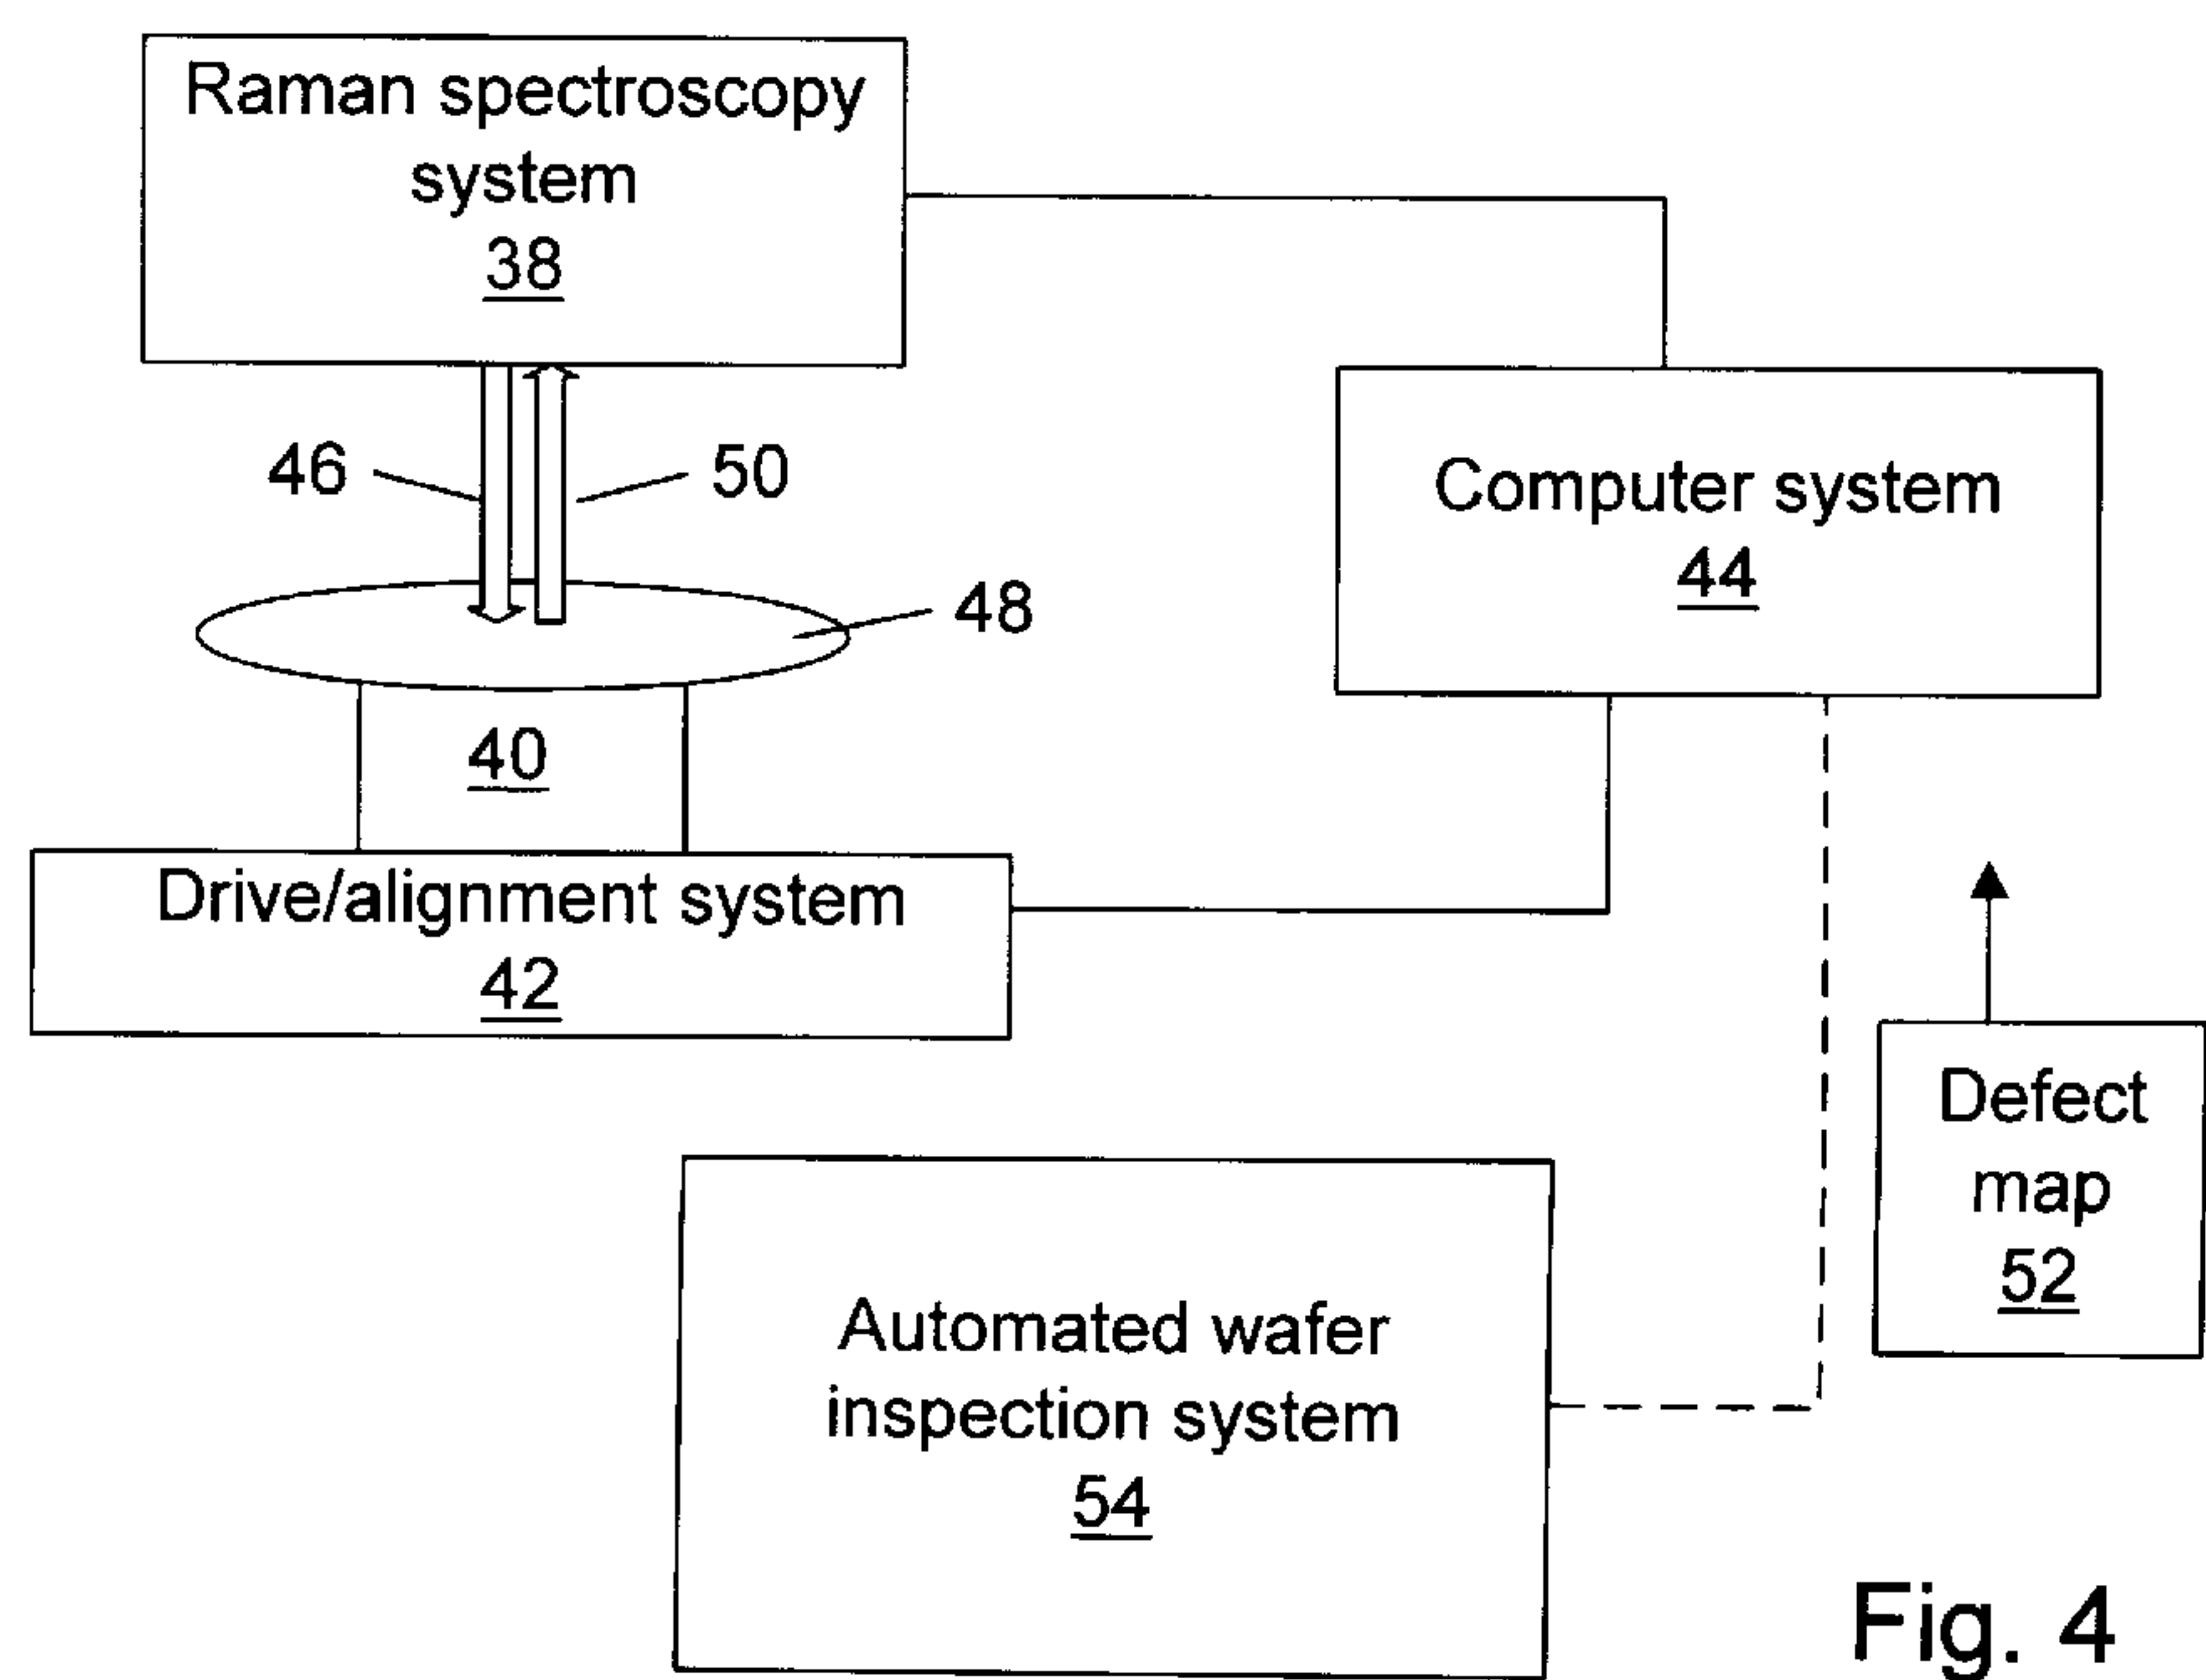 Raman spectroscopy
system
38
46
50
Computer system
44
48
40
Drive/alignment system
42
Defect
map
52
Automated wafer
inspection system
54
Fig. 4